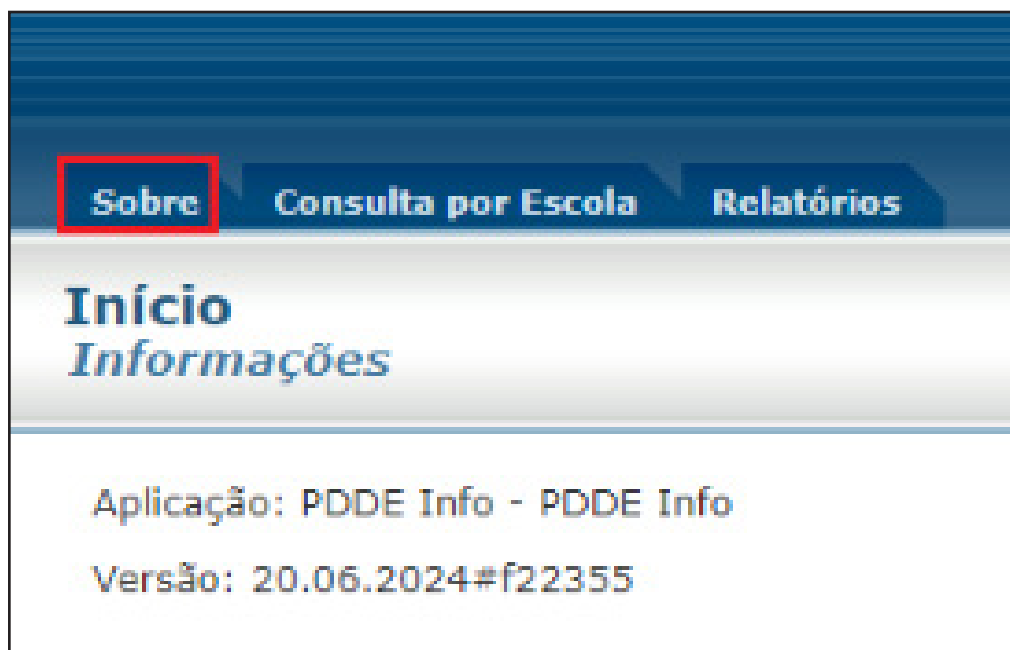 Sobre Consulta por Escola Relatórios
Início
Informações
Aplicação: PDDE Info - PDDE Info
Versão: 20.06.2024#f22355